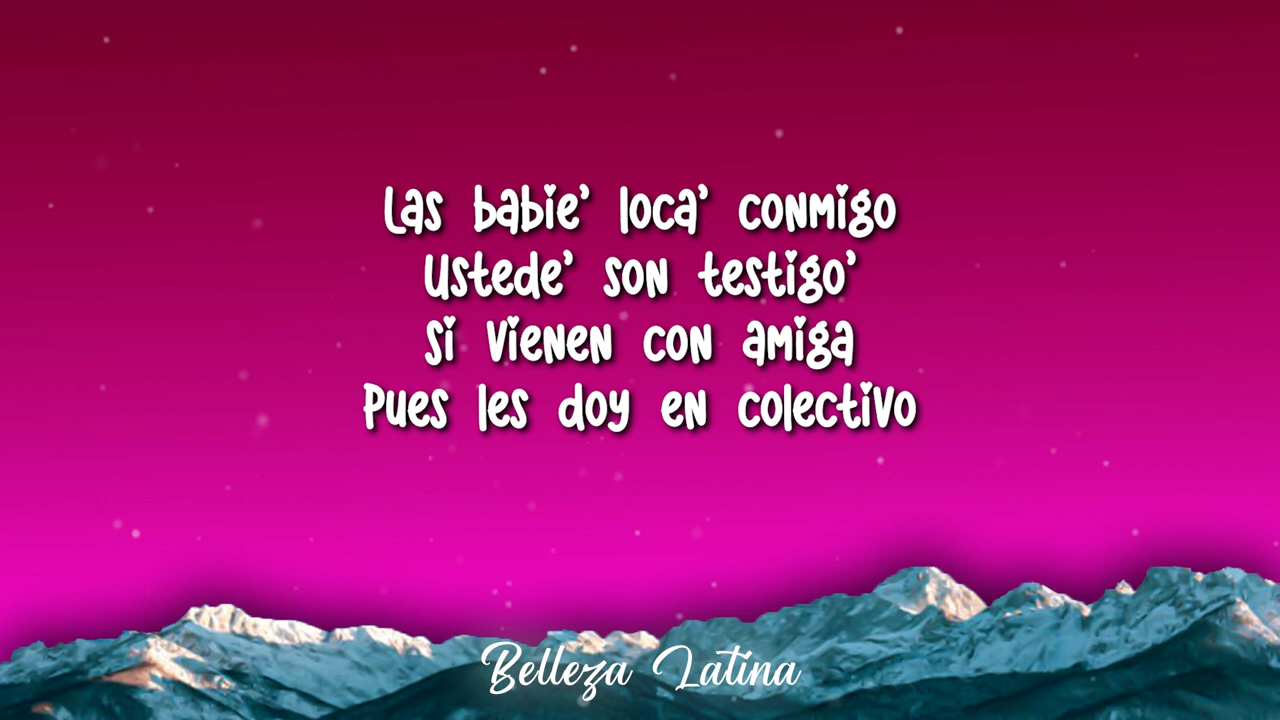 Las babie' loca' conmigo
Ustede' son testigo'
Si vienen con amiga
Pues les doy en colectivo
Belleza Latina